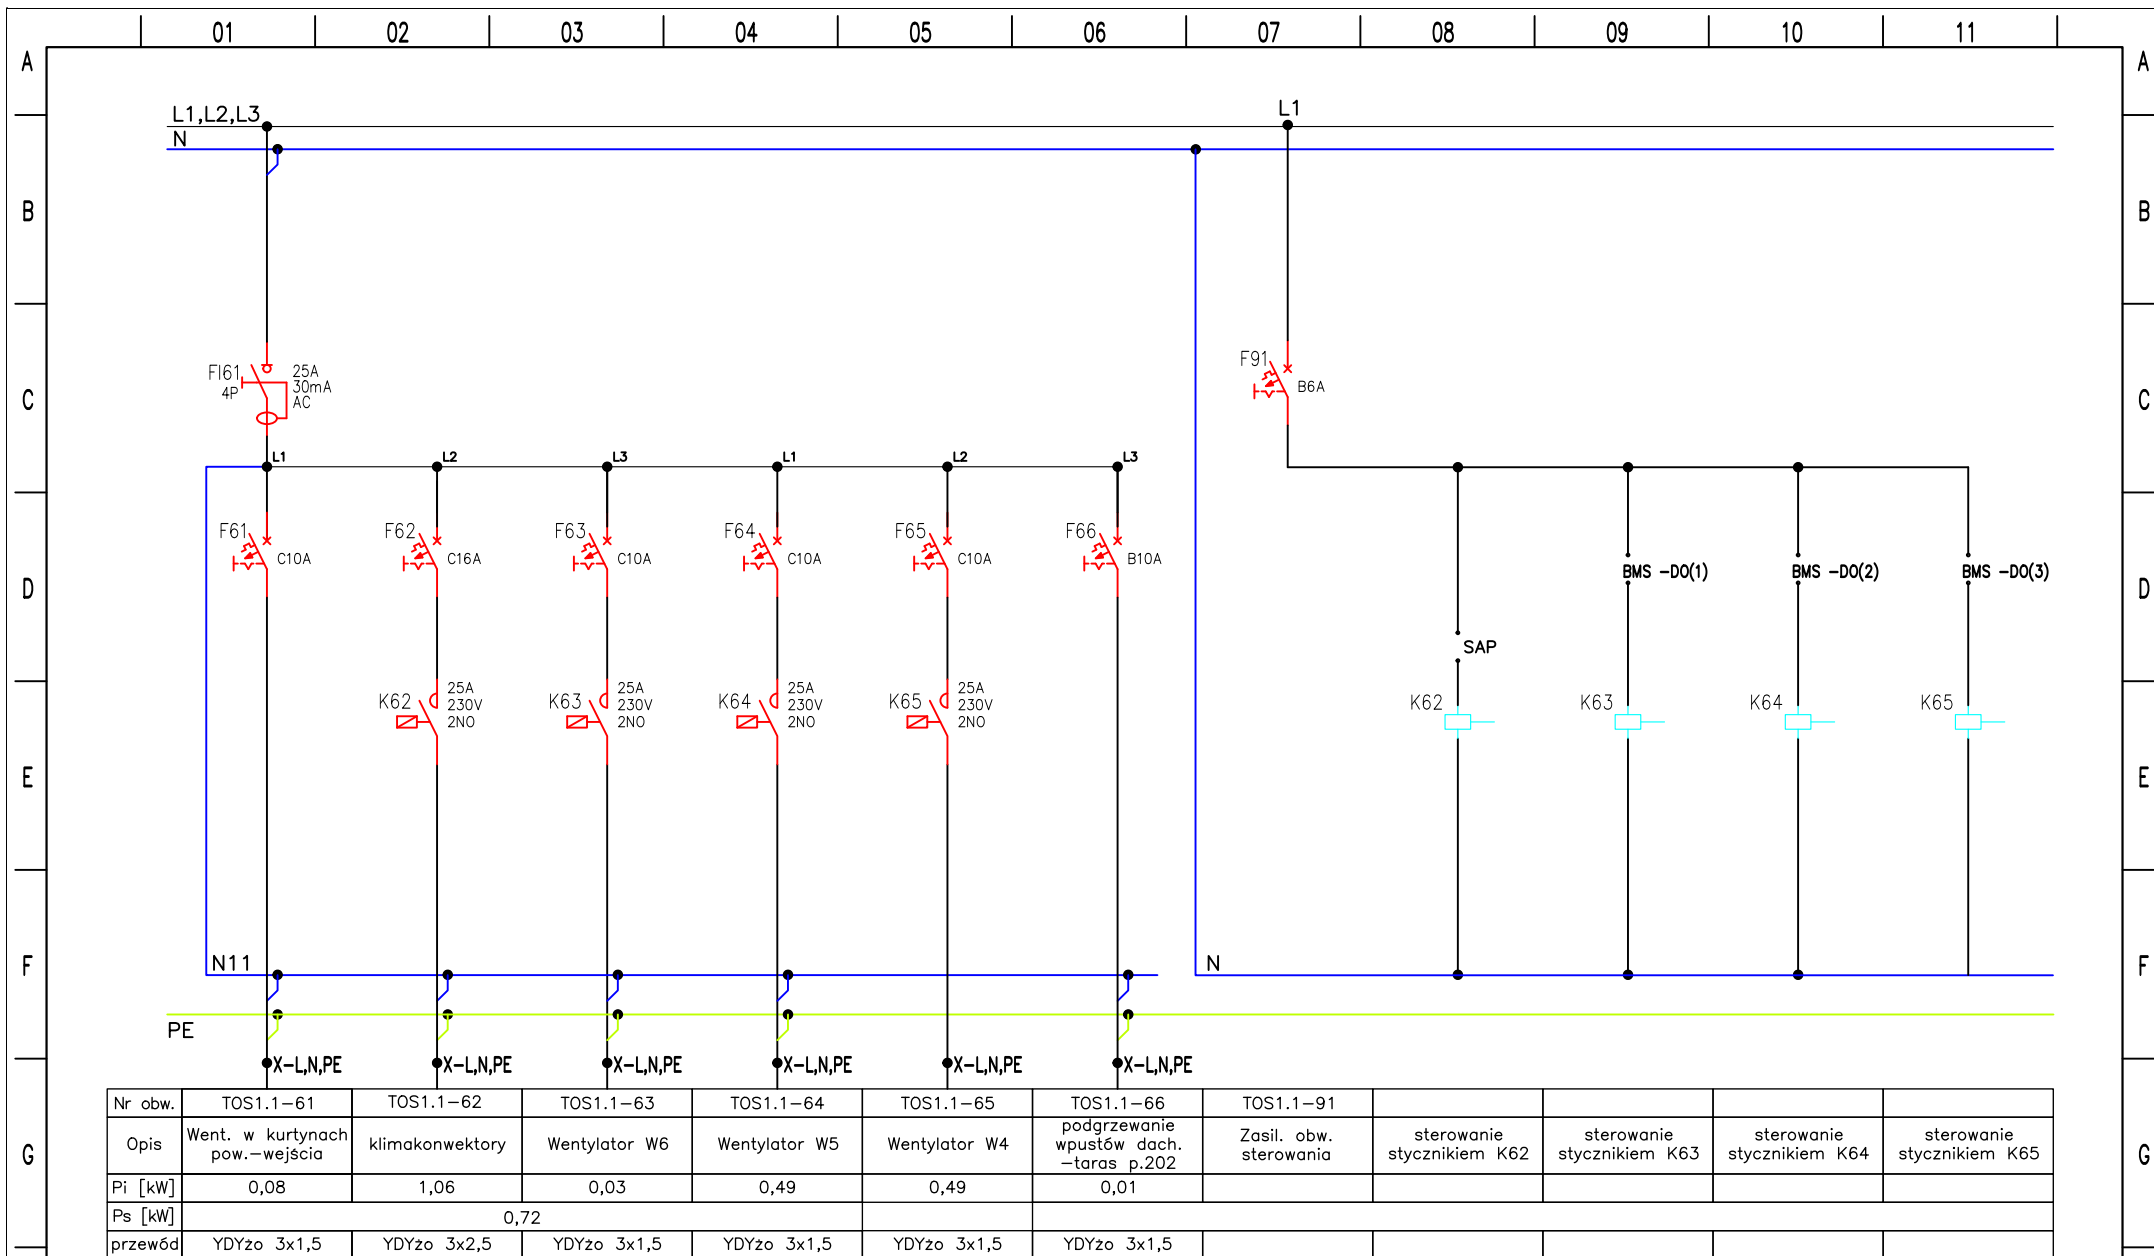 01 02 03 04 05 06 07 08 09 10 11
A A
L1,L2,L3 L1
N
B B
FI61 4P 25A 30mA AC
F91 B6A
C C
L1 L2 L3 L1 L2 L3
F61 C10A F62 C16A F63 C10A F64 C10A F65 C10A F66 B10A
BMS -DO(1) BMS -DO(2) BMS -DO(3)
D D
SAP
K62 25A 230V 2NO K63 25A 230V 2NO K64 25A 230V 2NO K65 25A 230V 2NO
K62 K63 K64 K65
E E
N11 N
F F
PE
X-L,N,PE X-L,N,PE X-L,N,PE X-L,N,PE X-L,N,PE X-L,N,PE
Nr obw. TOS1.1-61 TOS1.1-62 TOS1.1-63 TOS1.1-64 TOS1.1-65 TOS1.1-66 TOS1.1-91
G G
Opis Went. w kurtynach pow.-wejścia klimakonwektory Wentylator W6 Wentylator W5 Wentylator W4 podgrzewanie wpustów dach. -taras p.202 Zasil. obw. sterowania sterowanie stycznikiem K62 sterowanie stycznikiem K63 sterowanie stycznikiem K64 sterowanie stycznikiem K65
Pi [kW] 0,08 1,06 0,03 0,49 0,49 0,01
Ps [kW] 0,72
przewód YDYżo 3x1,5 YDYżo 3x2,5 YDYżo 3x1,5 YDYżo 3x1,5 YDYżo 3x1,5 YDYżo 3x1,5